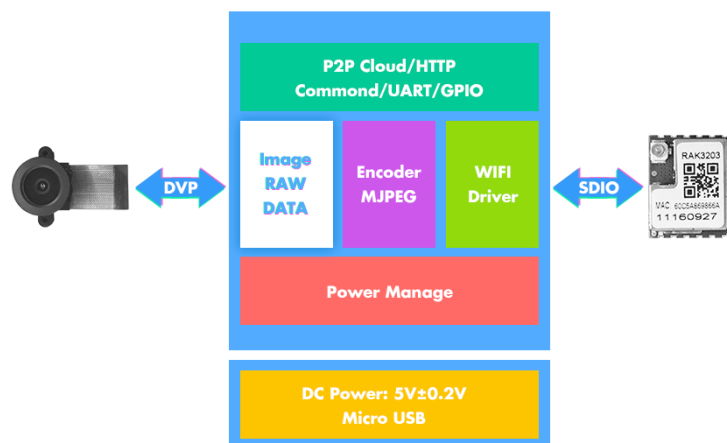 P2P Cloud/HTTP
Commond/UART/GPIO
DVP
Image
RAW
DATA
Encoder
MJPEG
WIFI
Driver
SDIO
RAK3203
MAC 60C5A869866A
11160927
Power Manage
DC Power: 5V±0.2V
Micro USB